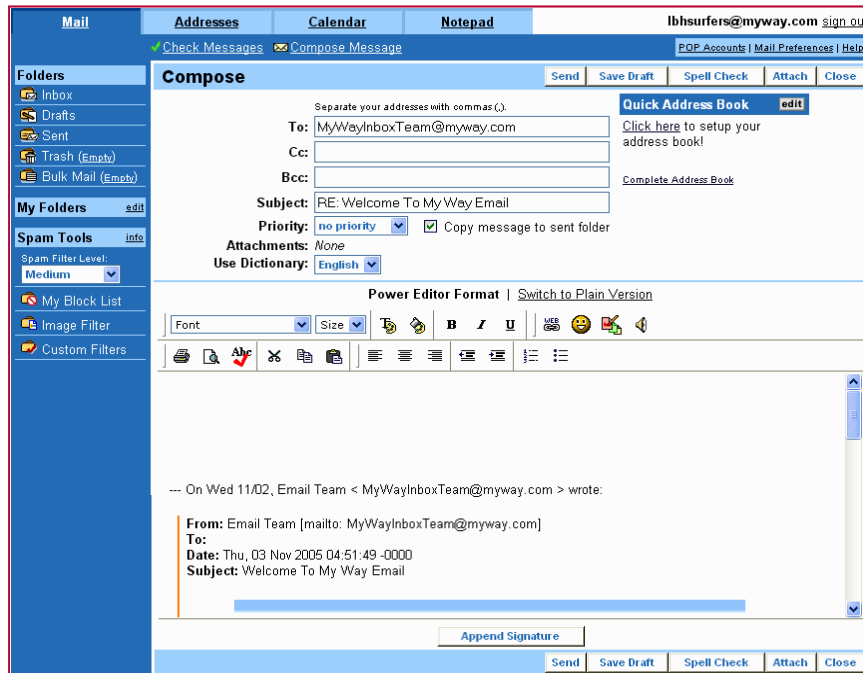 Mail Addresses Calendar Notepad lbhsurfers@myway.com sign ou
Check Messages Compose Message POP Accounts | Mail Preferences | Help
Folders
Inbox
Drafts
Sent
Trash (Empty)
Bulk Mail (Empty)
My Folders edit
Spam Tools info
Spam Filter Level:
Medium
My Block List
Image Filter
Custom Filters
Compose Send Save Draft Spell Check Attach Close
Separate your addresses with commas (,).
To: MyWayInboxTeam@myway.com
Cc:
Bcc:
Subject: RE: Welcome To My Way Email
Priority: no priority Copy message to sent folder
Attachments: None
Use Dictionary: English
Quick Address Book edit
Click here to setup your
address book!
Complete Address Book
Power Editor Format | Switch to Plain Version
Font Size B I U WEB
Abc
--- On Wed 11/02, Email Team < MyWayInboxTeam@myway.com > wrote:
From: Email Team [mailto: MyWayInboxTeam@myway.com]
To:
Date: Thu, 03 Nov 2005 04:51:49 -0000
Subject: Welcome To My Way Email
Append Signature
Send Save Draft Spell Check Attach Close